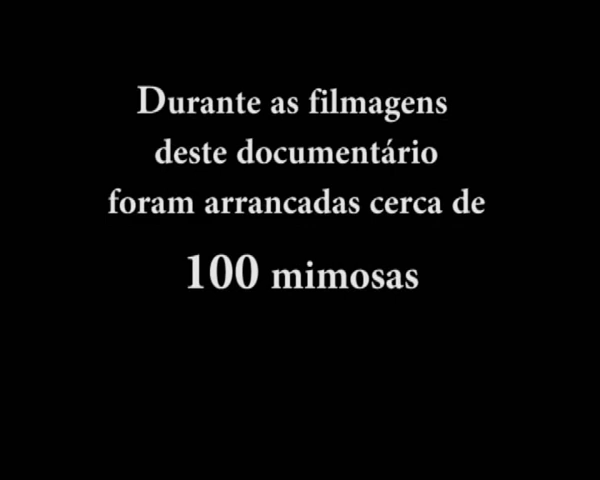 Durante as filmagens
deste documentário
foram arrancadas cerca de
100 mimosas